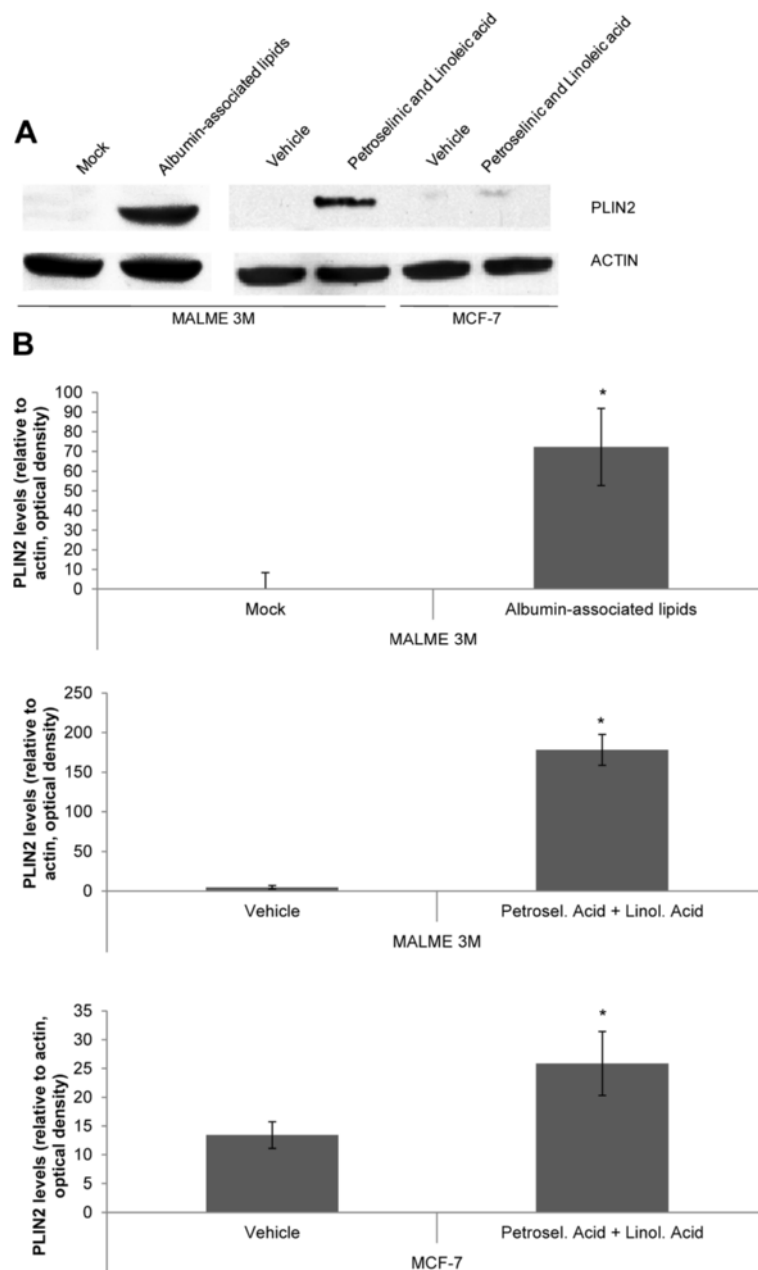 A
Mock
Albumin-associated lipids
Vehicle
Petroselinic and Linoleic acid
Vehicle
Petroselinic and Linoleic acid
PLIN2
ACTIN
MALME 3M
MCF-7
B
PLIN2 levels (relative to
actin, optical density)
100
90
80
70
60
50
40
30
20
10
0
*
Mock
Albumin-associated lipids
MALME 3M
PLIN2 levels (relative to
actin, optical density)
250
200
150
100
50
0
*
Vehicle
Petrosel. Acid + Linol. Acid
MALME 3M
PLIN2 levels (relative to actin,
optical density)
35
30
25
20
15
10
5
0
*
Vehicle
Petrosel. Acid + Linol. Acid
MCF-7